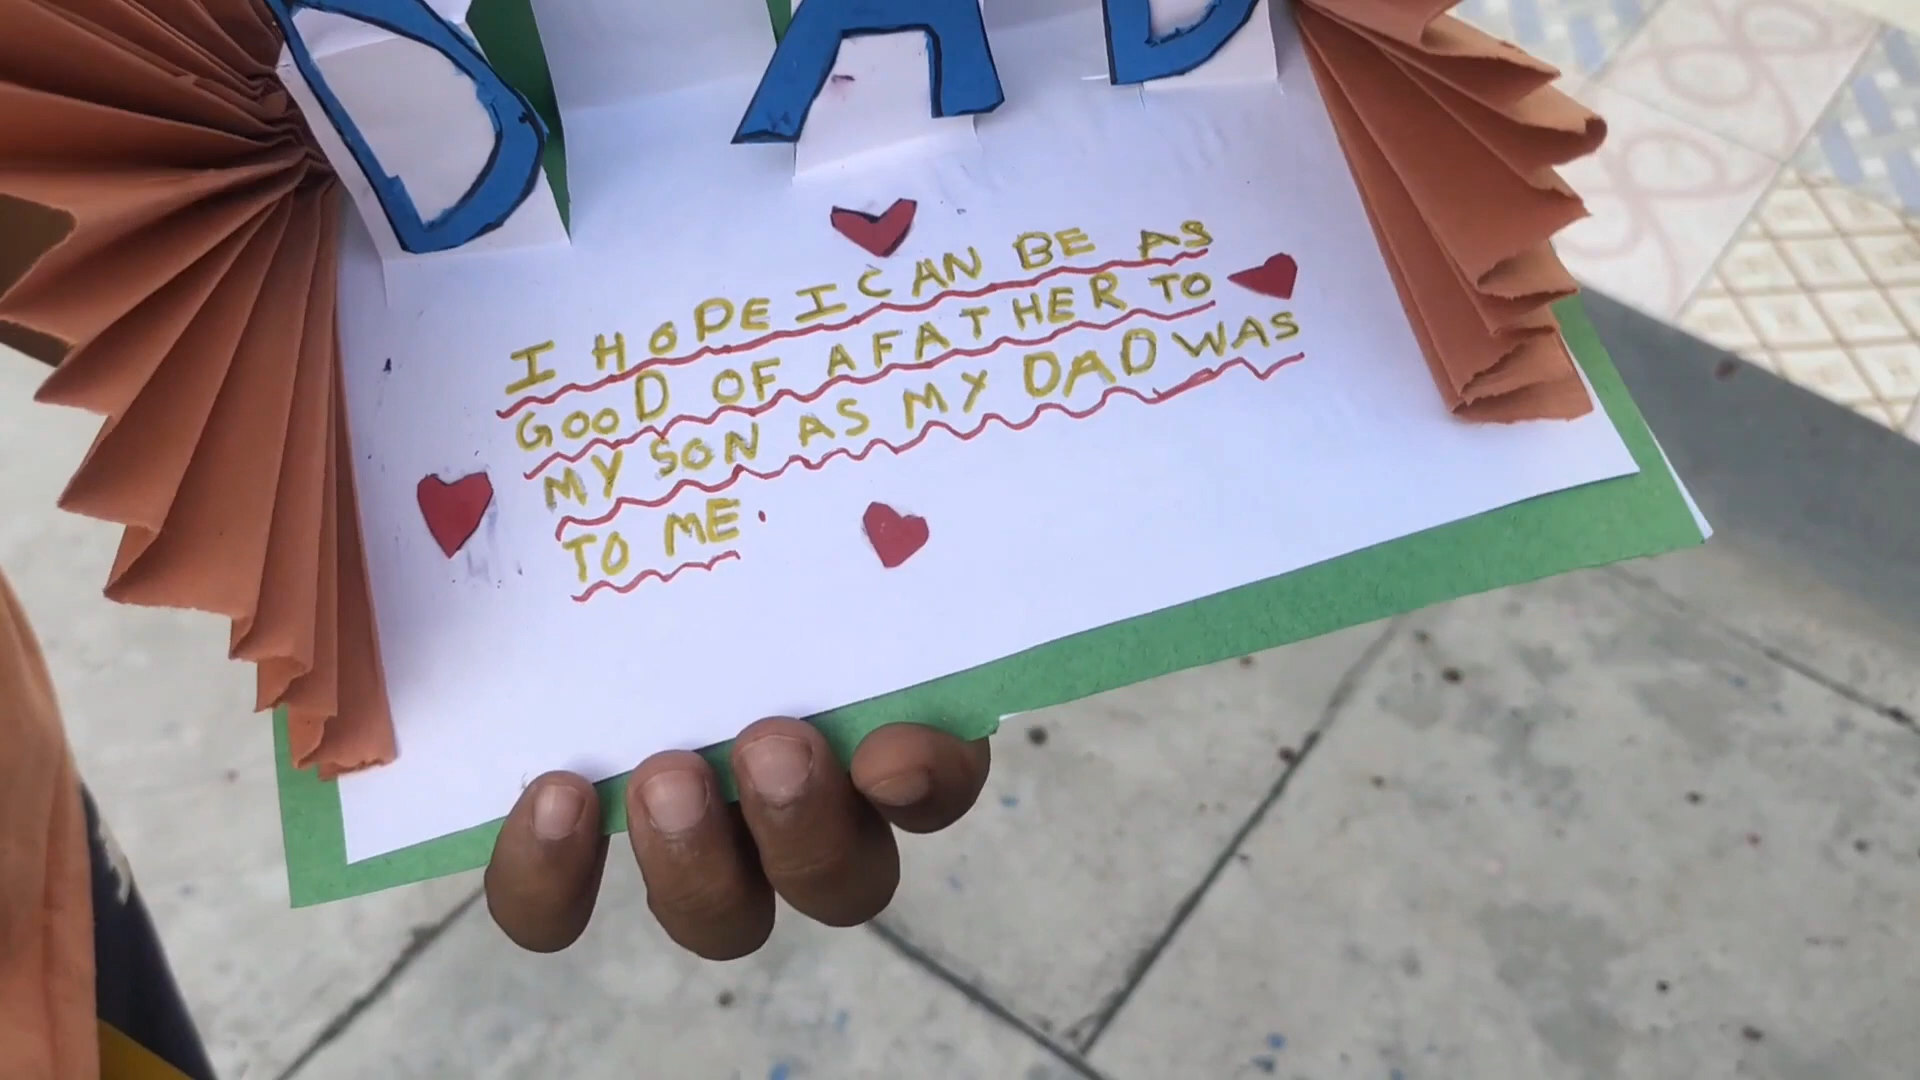 DAD
I HOPE I CAN BE AS
GOOD OF A FATHER TO
MY SON AS MY DAD WAS
TO ME.